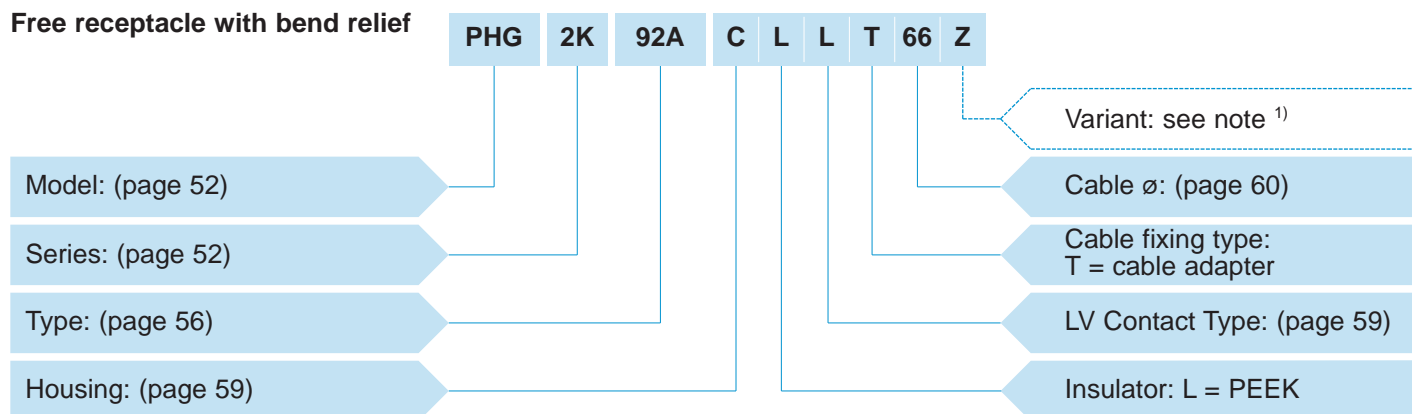 Free receptacle with bend relief
PHG 2K 92A C L L T 66 Z
Variant: see note 1)
Model: (page 52)
Cable ø: (page 60)
Series: (page 52)
Cable fixing type:
T = cable adapter
Type: (page 56)
LV Contact Type: (page 59)
Housing: (page 59)
Insulator: L = PEEK